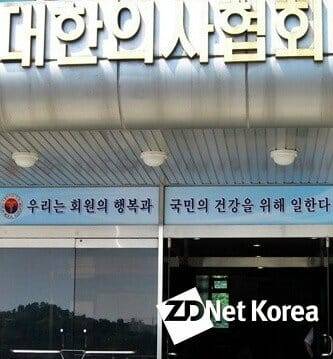 대한의사협회
우리는 회원의 행복과 국민의 건강을 위해 일한다
ZDNet Korea